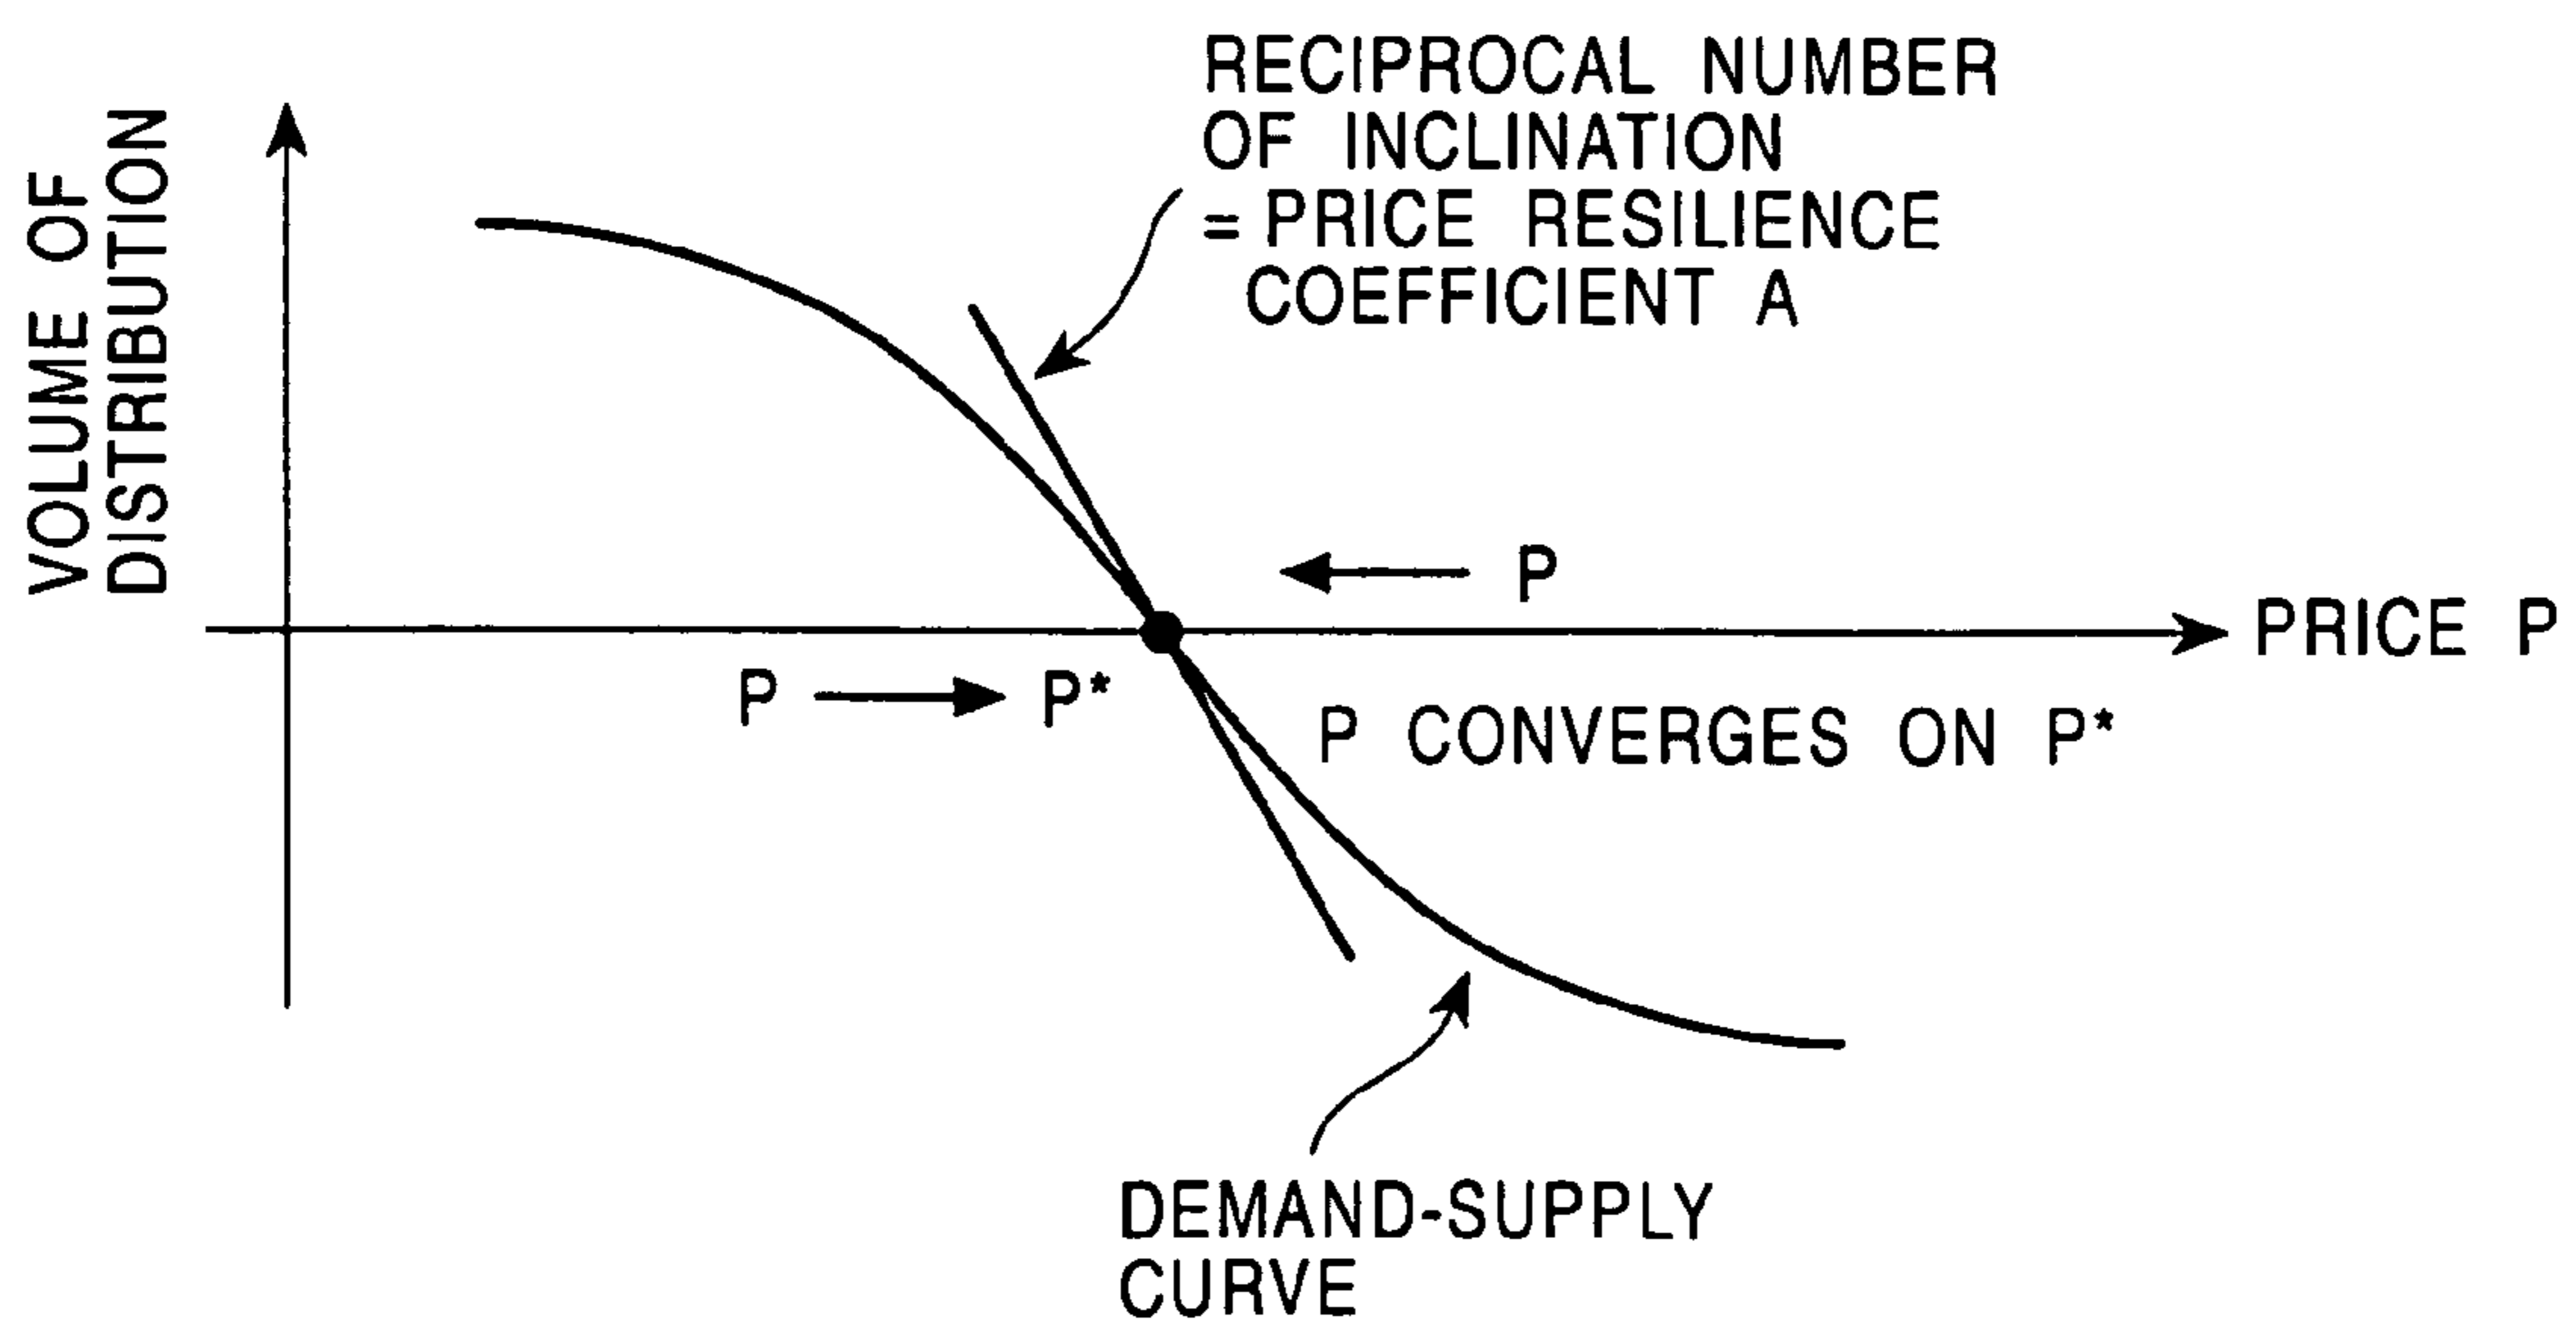 VOLUME OF
DISTRIBUTION
RECIPROCAL NUMBER
OF INCLINATION
= PRICE RESILIENCE
COEFFICIENT A
P
PRICE P
P P*
P CONVERGES ON P*
DEMAND-SUPPLY
CURVE